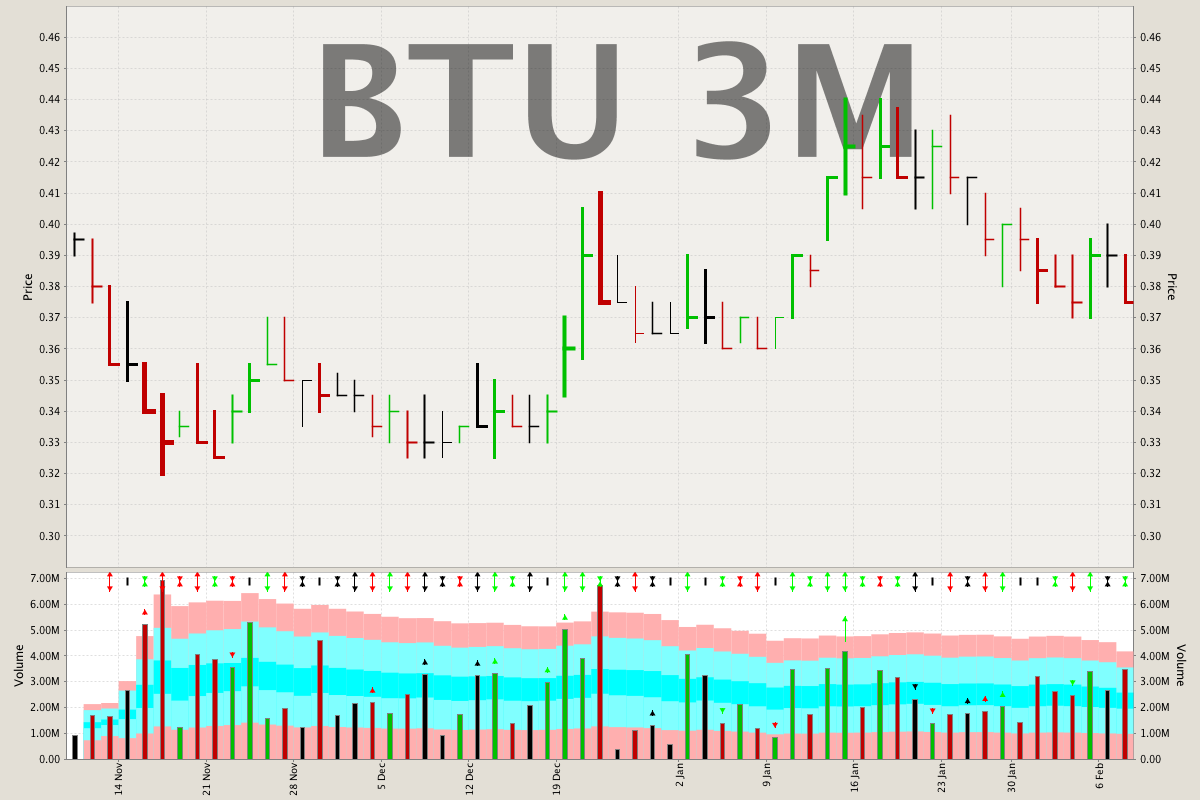 BTU 3M
0.46 0.46
0.45 0.45
0.44 0.44
0.43 0.43
0.42 0.42
0.41 0.41
0.40 0.40
0.39 0.39
0.38 0.38
0.37 0.37
0.36 0.36
0.35 0.35
0.34 0.34
0.33 0.33
0.32 0.32
0.31 0.31
0.30 0.30
Price
Price
7.00M 7.00M
6.00M 6.00M
5.00M 5.00M
4.00M 4.00M
3.00M 3.00M
2.00M 2.00M
1.00M 1.00M
0.00 0.00
Volume
Volume
14 Nov 21 Nov 28 Nov 5 Dec 12 Dec 19 Dec 2 Jan 9 Jan 16 Jan 23 Jan 30 Jan 6 Feb